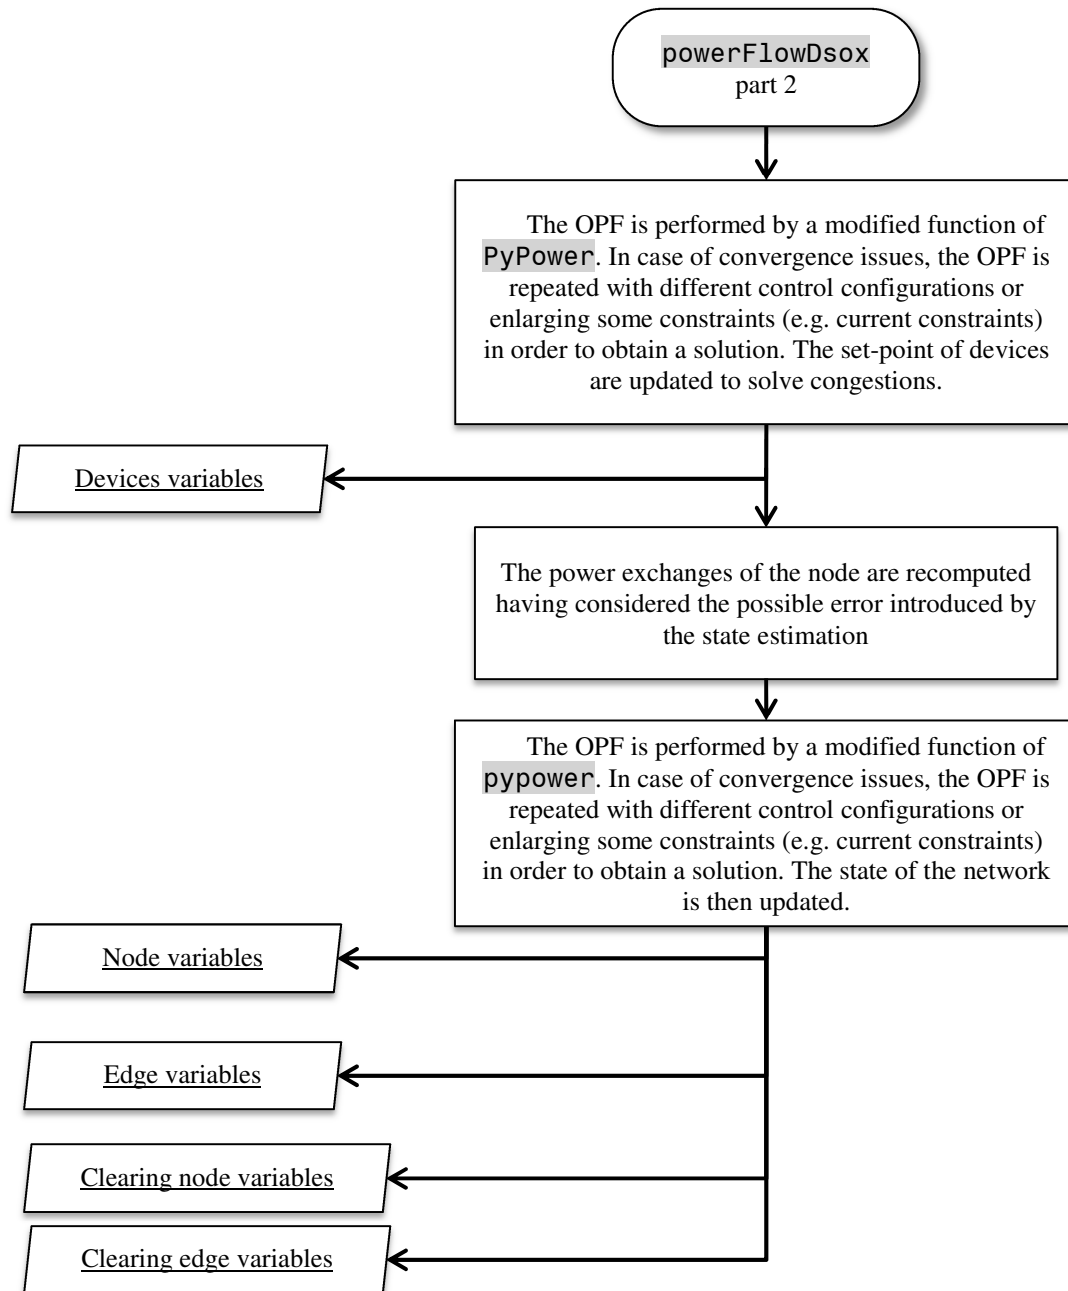 powerFlowDsox
part 2
The OPF is performed by a modified function of
PyPower. In case of convergence issues, the OPF is
repeated with different control configurations or
enlarging some constraints (e.g. current constraints)
in order to obtain a solution. The set-point of devices
are updated to solve congestions.
Devices variables
The power exchanges of the node are recomputed
having considered the possible error introduced by
the state estimation
The OPF is performed by a modified function of
pypower. In case of convergence issues, the OPF is
repeated with different control configurations or
enlarging some constraints (e.g. current constraints)
in order to obtain a solution. The state of the network
is then updated.
Node variables
Edge variables
Clearing node variables
Clearing edge variables